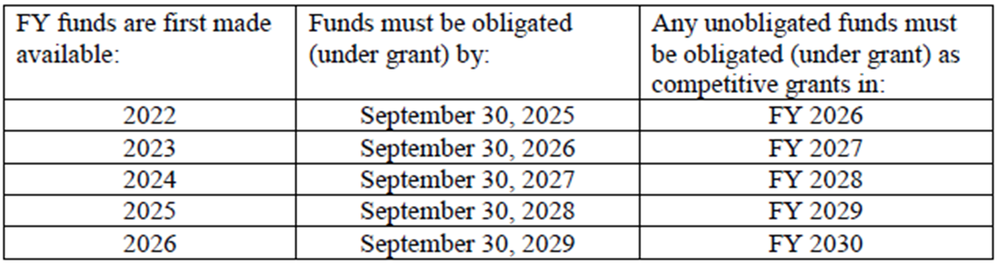 FY funds are first made
available:
Funds must be obligated
(under grant) by:
Any unobligated funds must
be obligated (under grant) as
competitive grants in:
2022 September 30, 2025 FY 2026
2023 September 30, 2026 FY 2027
2024 September 30, 2027 FY 2028
2025 September 30, 2028 FY 2029
2026 September 30, 2029 FY 2030